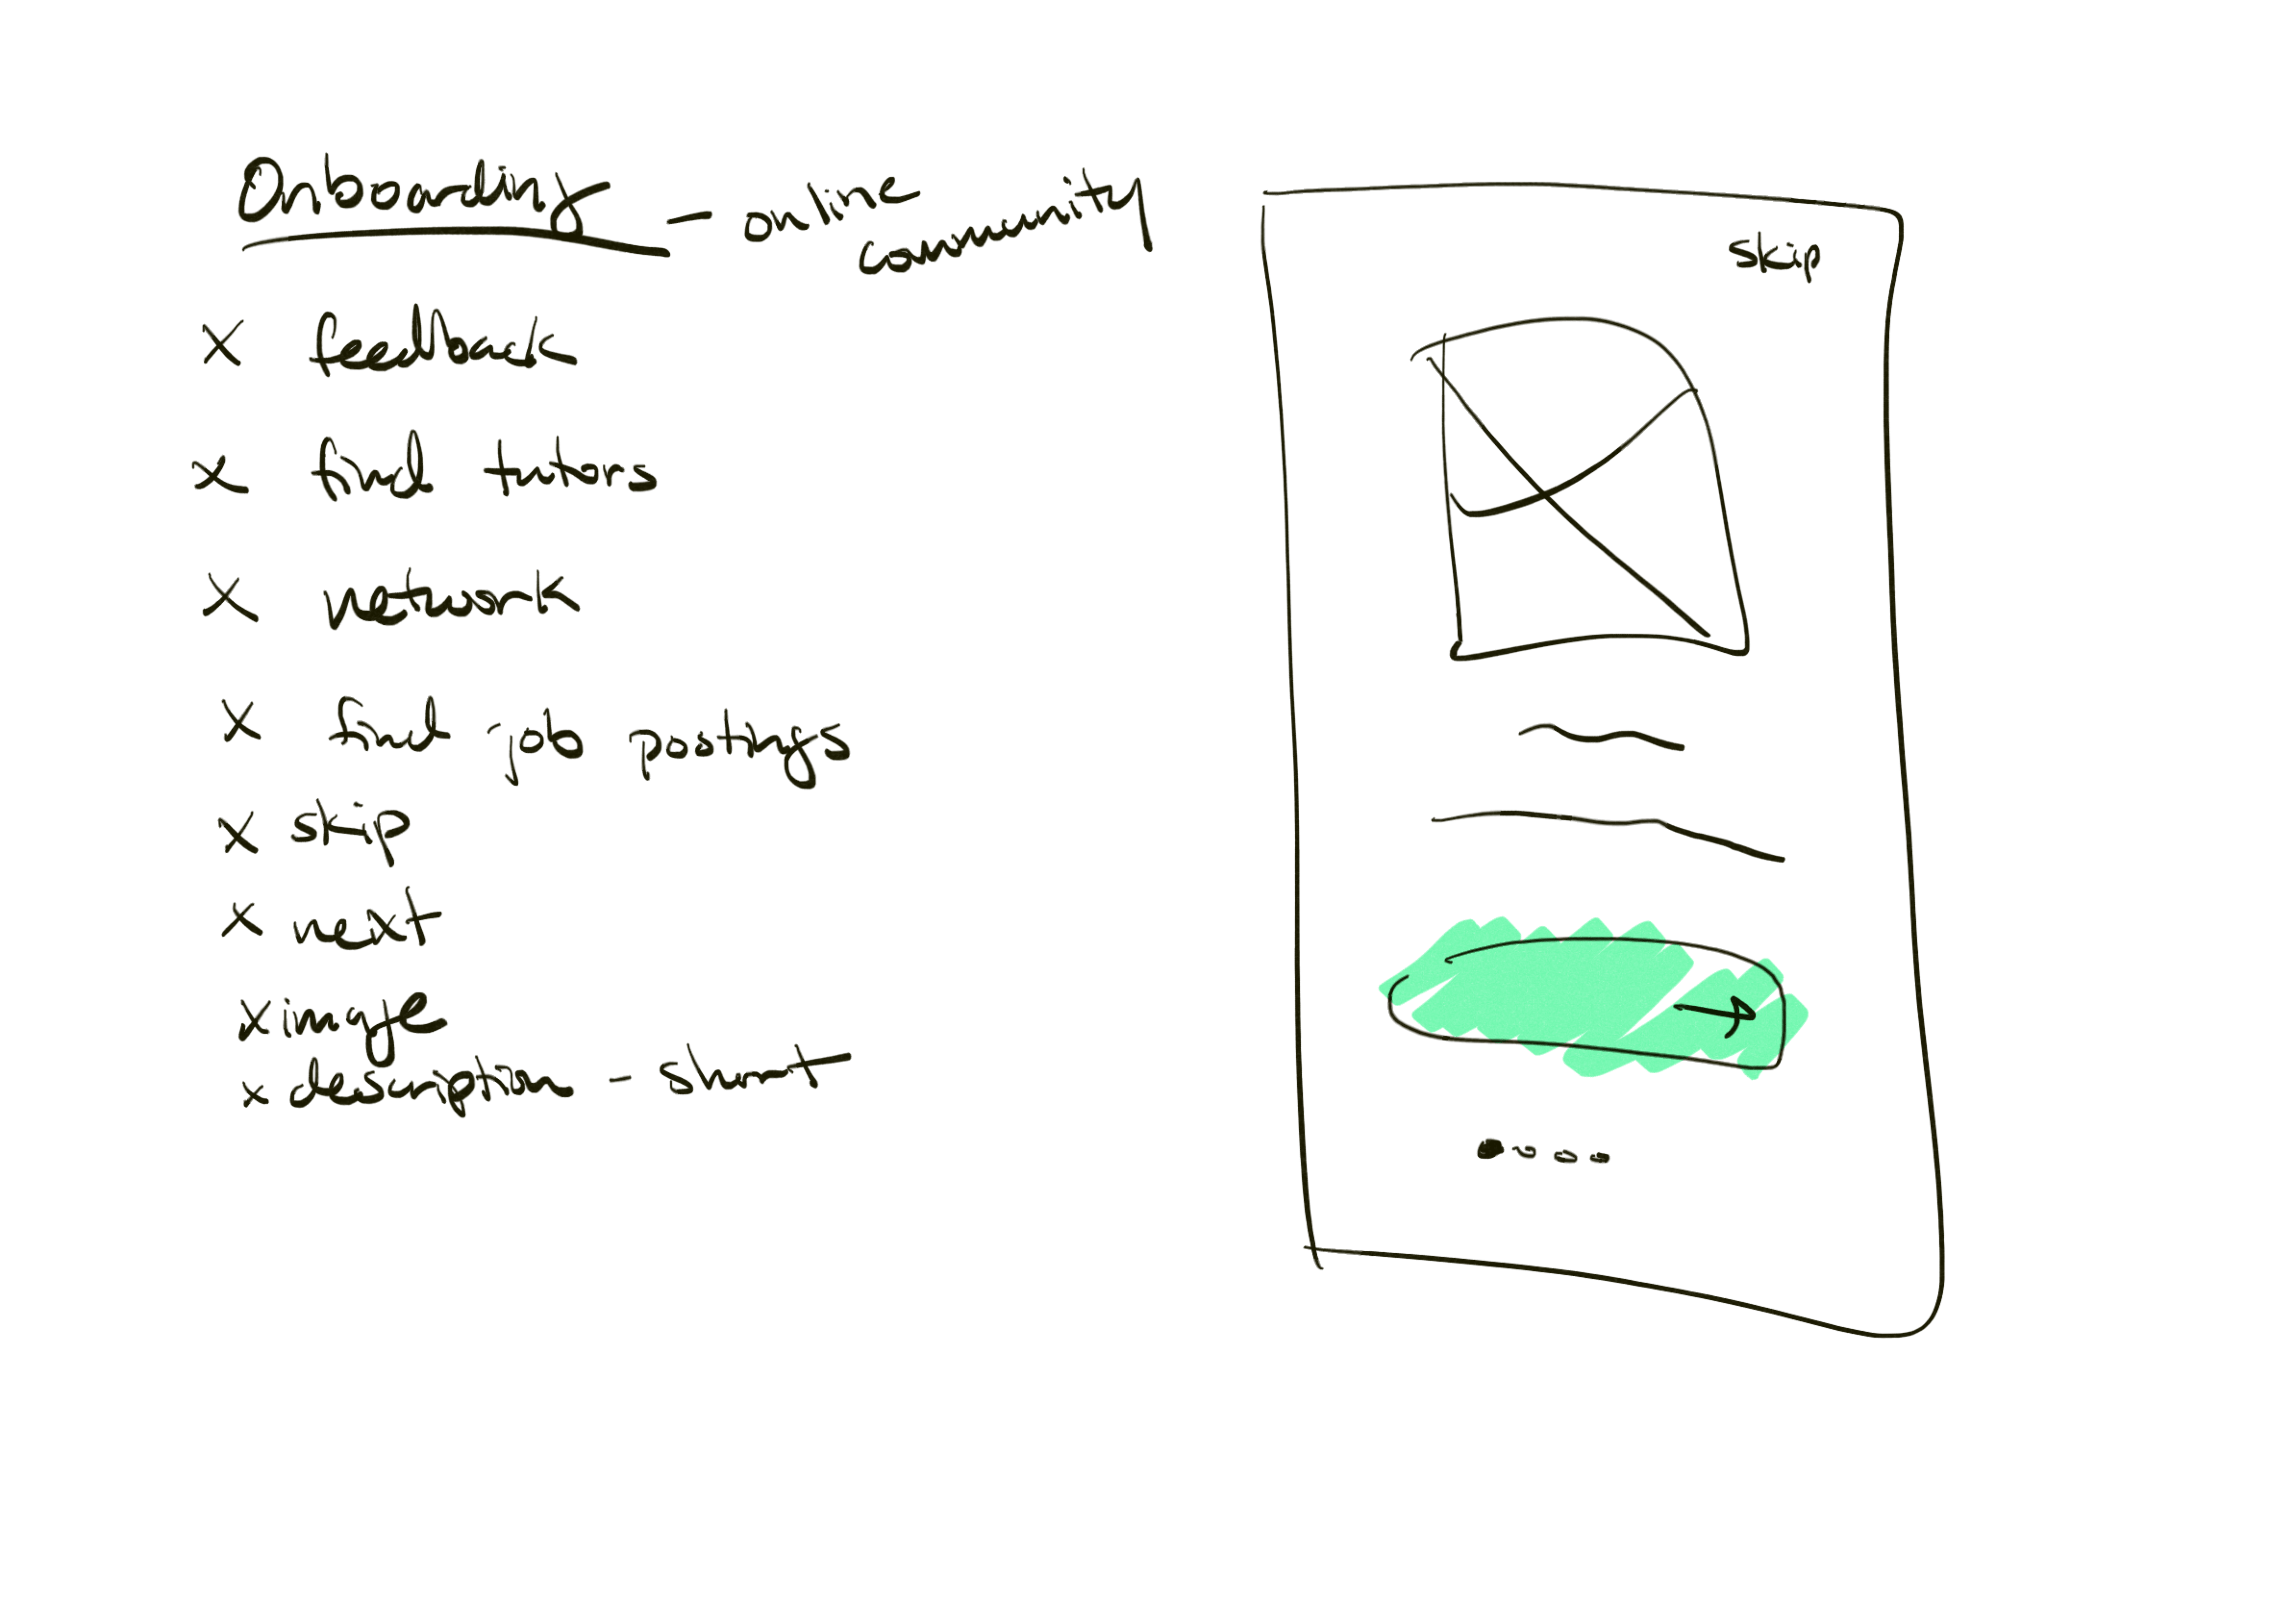 Onboarding - online community
x feedback
x find tutors
x network
x find job postings
x skip
x next
x image
x description - short
skip